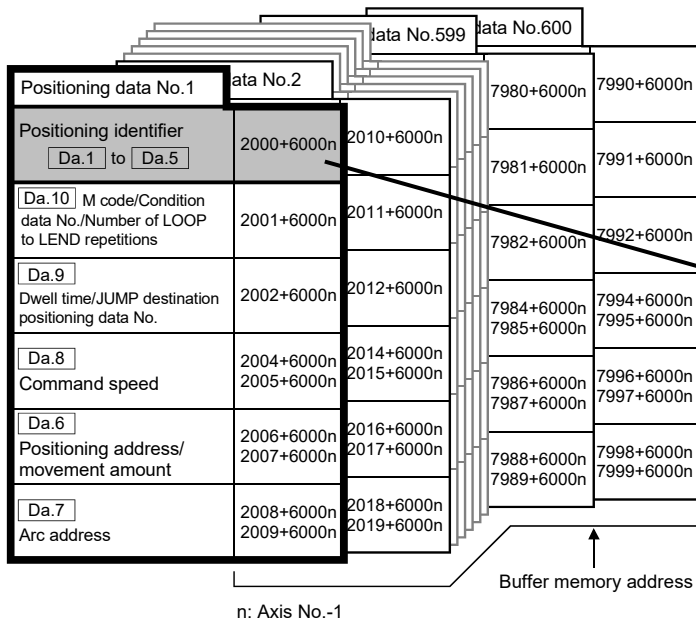 data No.600
data No.599
Positioning data No.1
data No.2
Positioning identifier
Da.1 to Da.5
2000+6000n
2010+6000n
7980+6000n
7990+6000n
Da.10 M code/Condition
data No./Number of LOOP
to LEND repetitions
2001+6000n
2011+6000n
7981+6000n
7991+6000n
Da.9
Dwell time/JUMP destination
positioning data No.
2002+6000n
2012+6000n
7982+6000n
7992+6000n
Da.8
Command speed
2004+6000n
2005+6000n
2014+6000n
2015+6000n
7984+6000n
7985+6000n
7994+6000n
7995+6000n
Da.6
Positioning address/
movement amount
2006+6000n
2007+6000n
2016+6000n
2017+6000n
7986+6000n
7987+6000n
7996+6000n
7997+6000n
Da.7
Arc address
2008+6000n
2009+6000n
2018+6000n
2019+6000n
7988+6000n
7989+6000n
7998+6000n
7999+6000n
Buffer memory address
n: Axis No.-1